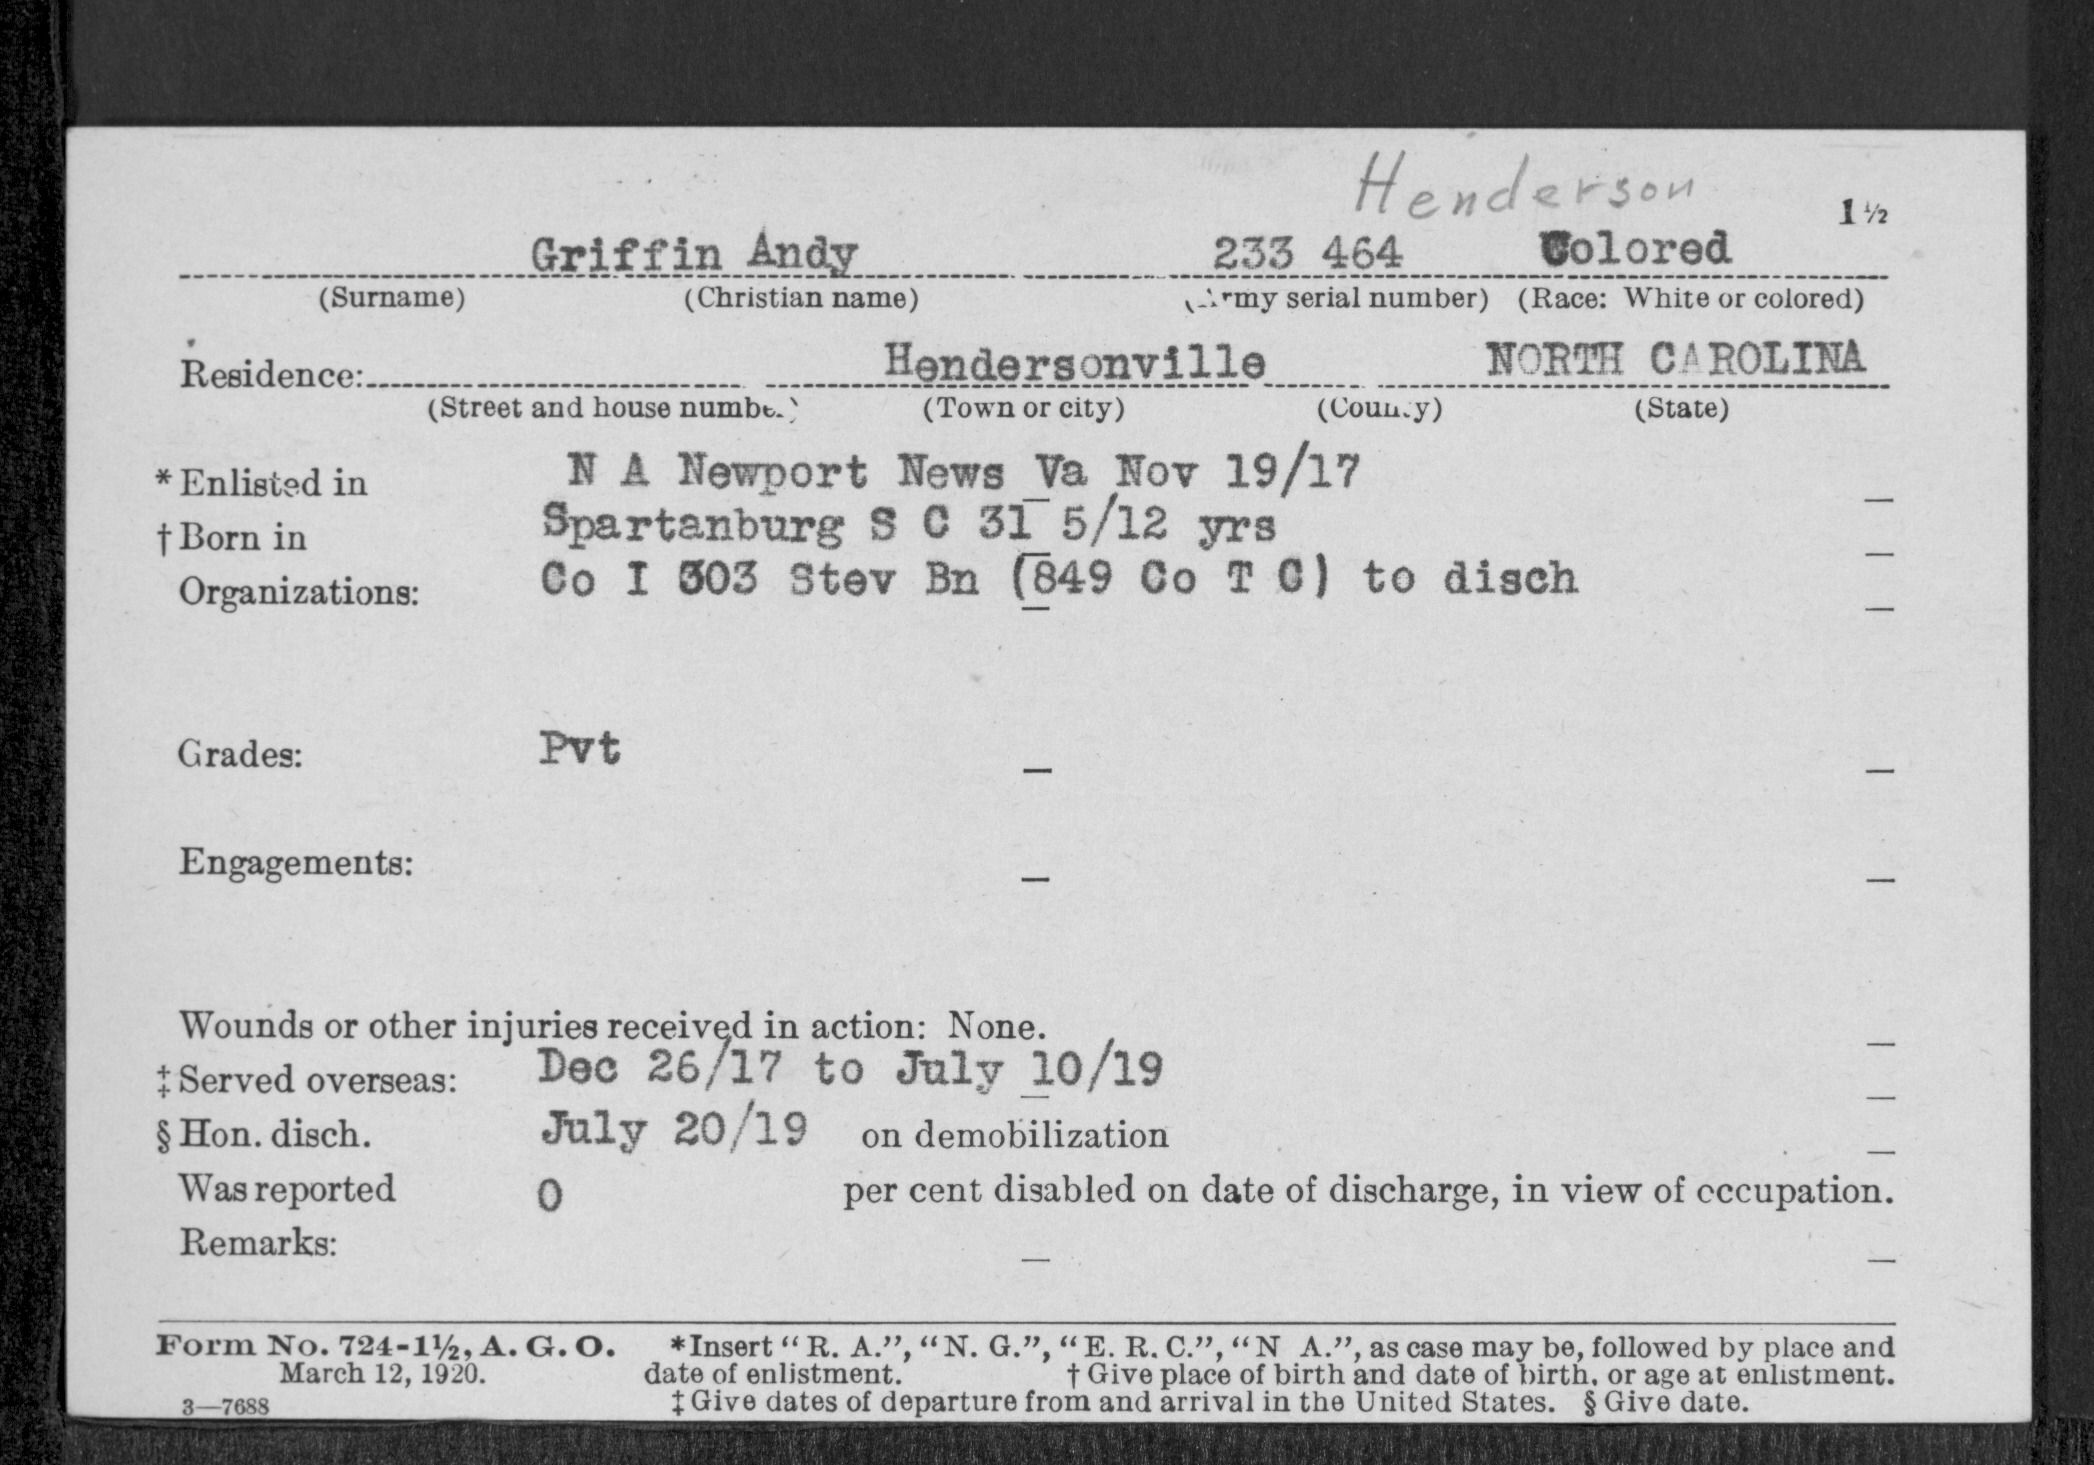 Henderson
1 ½
Griffin Andy 233 464 Colored
(Surname) (Christian name) (Army serial number) (Race: White or colored)
Residence: Hendersonville NORTH CAROLINA
(Street and house number) (Town or city) (County) (State)
* Enlisted in N A Newport News Va Nov 19/17
† Born in Spartanburg S C 31 5/12 yrs
Organizations: Co I 303 Stev Bn (849 Co T C) to disch
Grades: Pvt
Engagements:
Wounds or other injuries received in action: None.
‡ Served overseas: Dec 26/17 to July 10/19
§ Hon. disch. July 20/19 on demobilization
Was reported 0 per cent disabled on date of discharge, in view of occupation.
Remarks:
Form No. 724-1½, A. G. O. *Insert "R. A.", "N. G.", "E. R. C.", "N A.", as case may be, followed by place and
March 12, 1920. date of enlistment. † Give place of birth and date of birth, or age at enlistment.
3—7688 ‡ Give dates of departure from and arrival in the United States. § Give date.